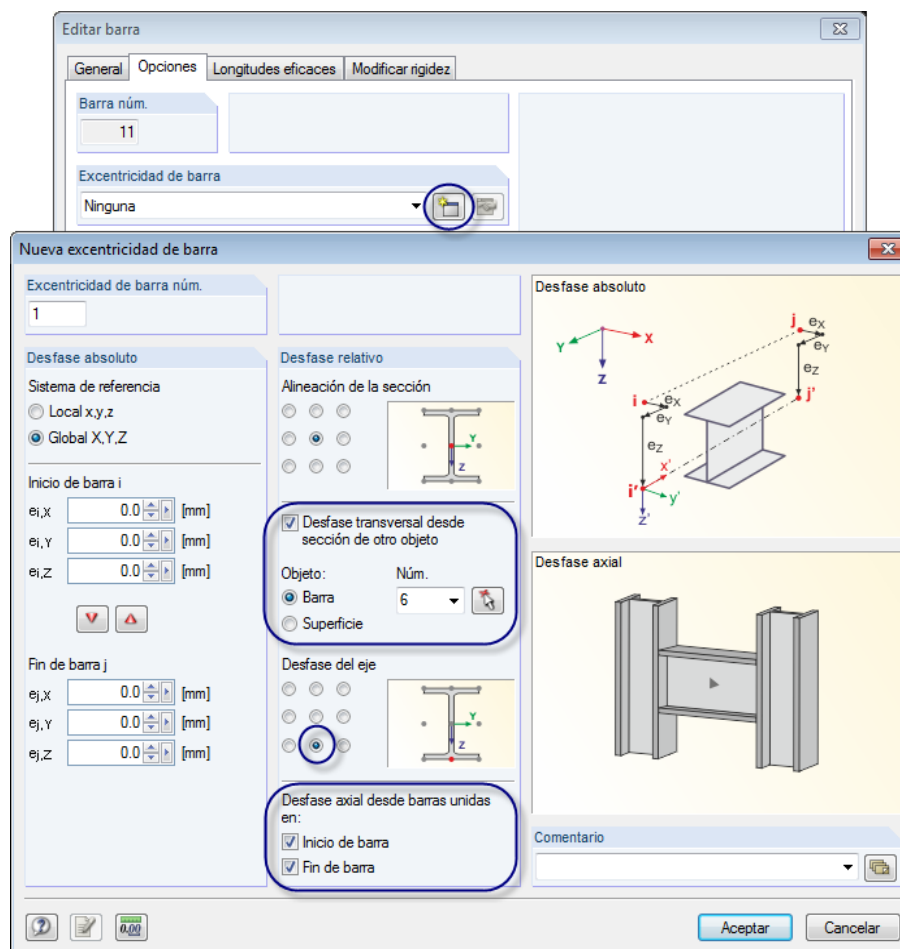 Editar barra
General
Opciones
Longitudes eficaces
Modificar rigidez
Barra núm.
11
Excentricidad de barra
Ninguna
Nueva excentricidad de barra
Excentricidad de barra núm.
1
Desfase absoluto
Sistema de referencia
Local x,y,z
Global X,Y,Z
Inicio de barra i
ei,X 0.0 [mm]
ei,Y 0.0 [mm]
ei,Z 0.0 [mm]
Fin de barra j
ej,X 0.0 [mm]
ej,Y 0.0 [mm]
ej,Z 0.0 [mm]
Desfase relativo
Alineación de la sección
Y
Z
Desfase transversal desde
sección de otro objeto
Objeto: Núm.
Barra 6
Superficie
Desfase del eje
Y
Z
Desfase axial desde barras unidas
en:
Inicio de barra
Fin de barra
Desfase absoluto
Y X
Z
j eX
eY
eZ
j'
i eX
eY
eZ
x'
i' y'
z'
Desfase axial
Comentario
0.00
Aceptar
Cancelar